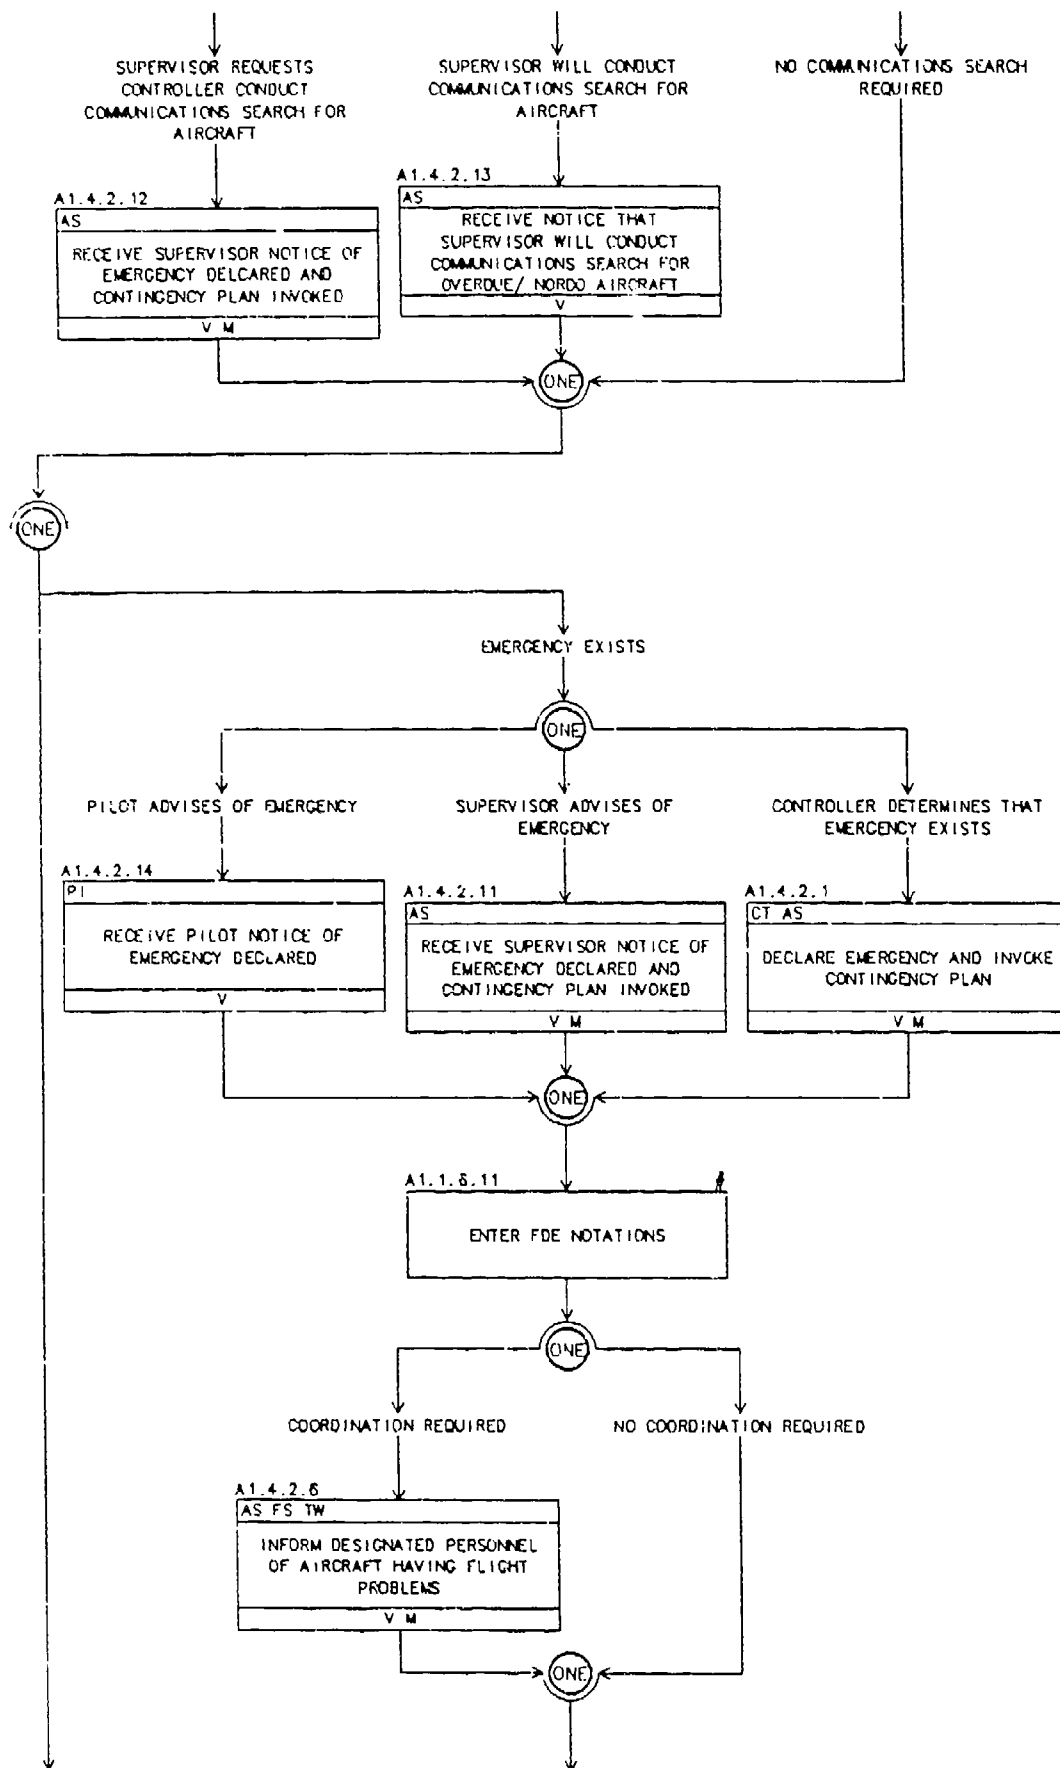 SUPERVISOR REQUESTS
CONTROLLER CONDUCT
COMMUNICATIONS SEARCH FOR
AIRCRAFT
SUPERVISOR WILL CONDUCT
COMMUNICATIONS SEARCH FOR
AIRCRAFT
NO COMMUNICATIONS SEARCH
REQUIRED
A1.4.2.12
AS
RECEIVE SUPERVISOR NOTICE OF
EMERGENCY DELCARED AND
CONTINGENCY PLAN INVOKED
V M
A1.4.2.13
AS
RECEIVE NOTICE THAT
SUPERVISOR WILL CONDUCT
COMMUNICATIONS SEARCH FOR
OVERDUE/ NORDO AIRCRAFT
V
ONE
ONE
EMERGENCY EXISTS
ONE
PILOT ADVISES OF EMERGENCY
SUPERVISOR ADVISES OF
EMERGENCY
CONTROLLER DETERMINES THAT
EMERGENCY EXISTS
A1.4.2.14
PI
RECEIVE PILOT NOTICE OF
EMERGENCY DECLARED
V
A1.4.2.11
AS
RECEIVE SUPERVISOR NOTICE OF
EMERGENCY DECLARED AND
CONTINGENCY PLAN INVOKED
V M
A1.4.2.1
CT AS
DECLARE EMERGENCY AND INVOKE
CONTINGENCY PLAN
V M
ONE
A1.1.6.11
ENTER FDE NOTATIONS
ONE
COORDINATION REQUIRED
NO COORDINATION REQUIRED
A1.4.2.6
AS FS TW
INFORM DESIGNATED PERSONNEL
OF AIRCRAFT HAVING FLIGHT
PROBLEMS
V M
ONE